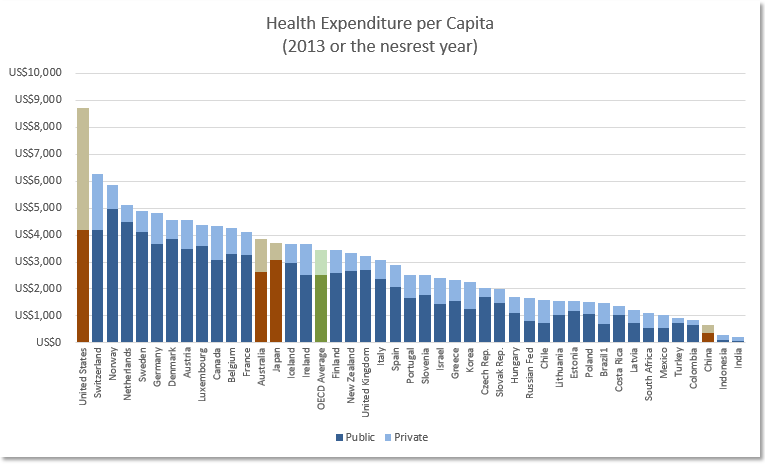 Health Expenditure per Capita
(2013 or the nesrest year)
US$10,000
US$9,000
US$8,000
US$7,000
US$6,000
US$5,000
US$4,000
US$3,000
US$2,000
US$1,000
US$0
United States
Switzerland
Norway
Netherlands
Sweden
Germany
Denmark
Austria
Luxembourg
Canada
Belgium
France
Australia
Japan
Iceland
Ireland
OECD Average
Finland
New Zealand
United Kingdom
Italy
Spain
Portugal
Slovenia
Israel
Greece
Korea
Czech Rep.
Slovak Rep.
Hungary
Russian Fed
Chile
Lithuania
Estonia
Poland
Brazil1
Costa Rica
Latvia
South Africa
Mexico
Turkey
Colombia
China
Indonesia
India
Public
Private